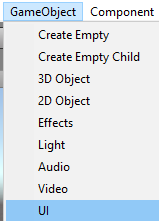 GameObject Component
Create Empty
Create Empty Child
3D Object
2D Object
Effects
Light
Audio
Video
UI